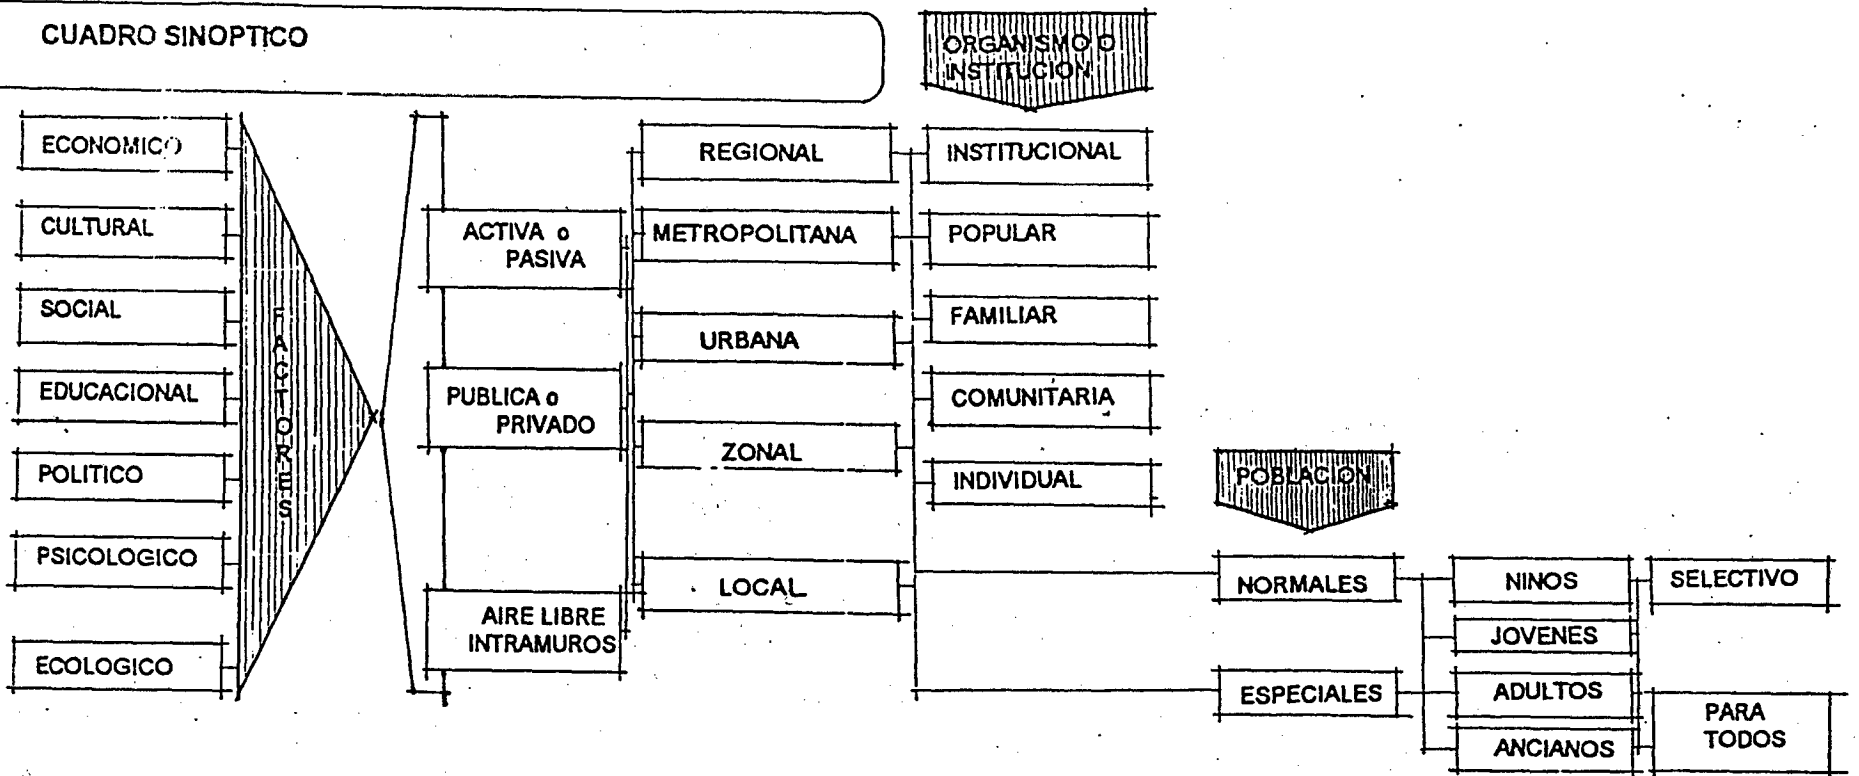 CUADRO SINOPTICO
ORGANISMO O
INSTITUCION
ECONOMICO
CULTURAL
SOCIAL
EDUCACIONAL
POLITICO
PSICOLOGICO
ECOLOGICO
FACTORES
ACTIVA o
PASIVA
PUBLICA o
PRIVADO
AIRE LIBRE
INTRAMUROS
REGIONAL
METROPOLITANA
URBANA
ZONAL
LOCAL
INSTITUCIONAL
POPULAR
FAMILIAR
COMUNITARIA
INDIVIDUAL
POBLACION
NORMALES
ESPECIALES
NINOS
JOVENES
ADULTOS
ANCIANOS
SELECTIVO
PARA
TODOS